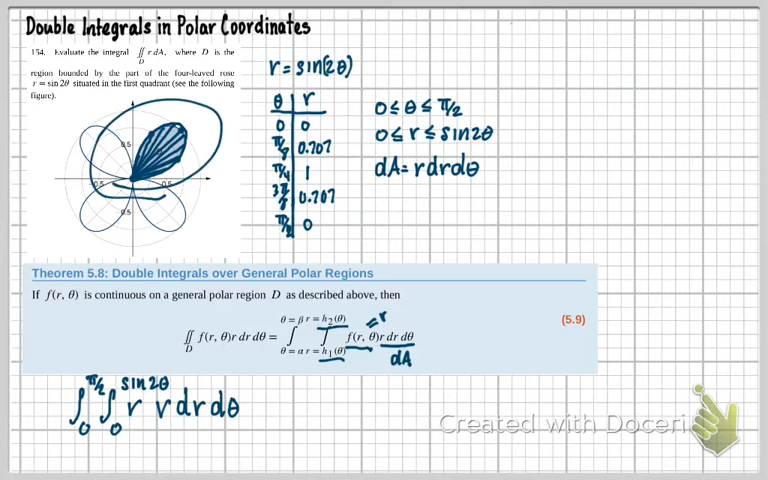 Double Integrals in Polar Coordinates
154. Evaluate the integral ∬_D r dA, where D is the
region bounded by the part of the four-leaved rose
r = sin 2θ situated in the first quadrant (see the following
figure).
0.5
-0.5 0.5
0.5
r = sin(2θ)
θ r
0 0
π/8 0.707
π/4 1
3π/8 0.707
π/2 0
0 ≤ θ ≤ π/2
0 ≤ r ≤ sin2θ
dA = r dr dθ
Theorem 5.8: Double Integrals over General Polar Regions
If f(r, θ) is continuous on a general polar region D as described above, then
∬_D f(r, θ)r dr dθ = ∫_{θ = α}^{θ = β} ∫_{r = h₁(θ)}^{r = h₂(θ)} f(r, θ)r dr dθ (5.9)
= r
dA
∫_0^{π/2} ∫_0^{sin2θ} r r dr dθ
Created with Doceri